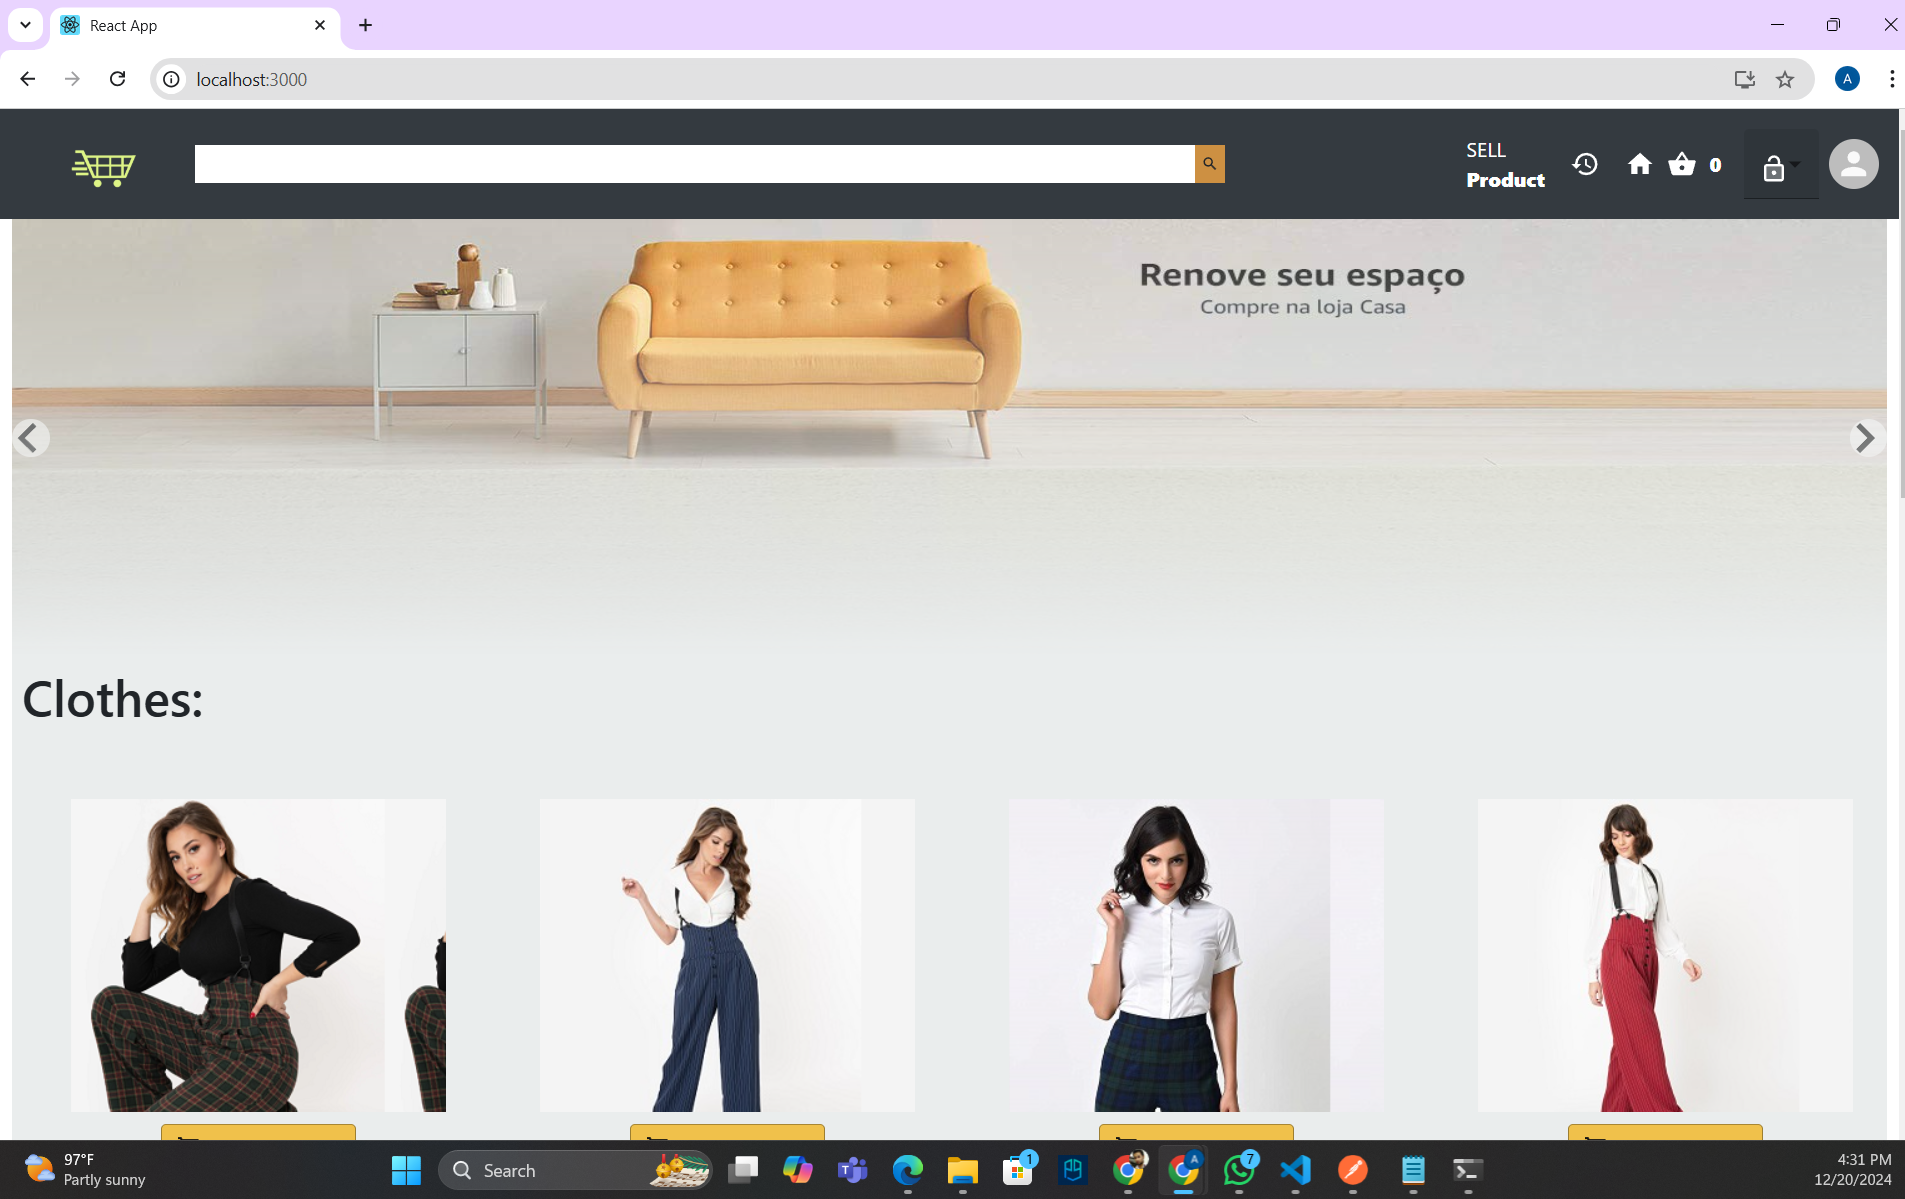 React App
localhost:3000
A
SELL
Product
0
Renove seu espaço
Compre na loja Casa
Clothes:
97°F
Partly sunny
Search
1
A
7
4:31 PM
12/20/2024